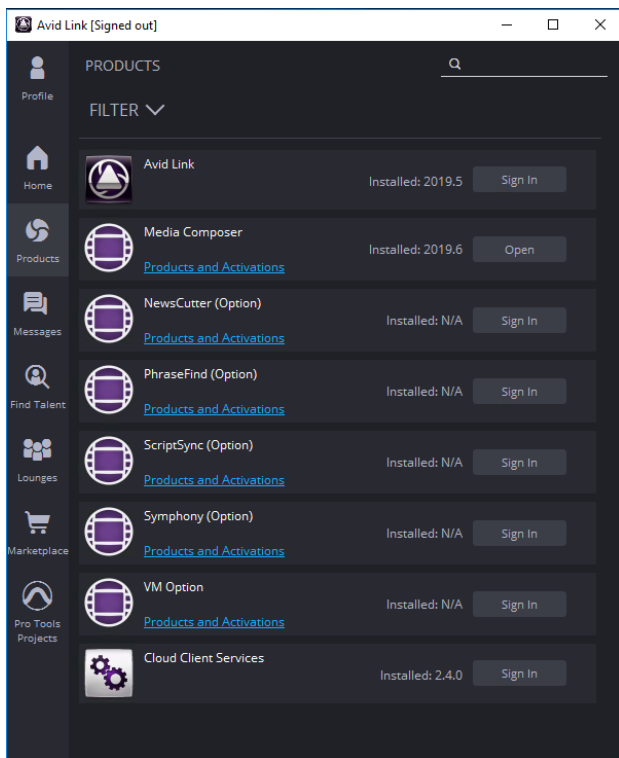 Avid Link [Signed out]
Profile
Home
Products
Messages
Find Talent
Lounges
Marketplace
Pro Tools
Projects
PRODUCTS
FILTER
Avid Link
Installed: 2019.5
Sign In
Media Composer
Products and Activations
Installed: 2019.6
Open
NewsCutter (Option)
Products and Activations
Installed: N/A
Sign In
PhraseFind (Option)
Products and Activations
Installed: N/A
Sign In
ScriptSync (Option)
Products and Activations
Installed: N/A
Sign In
Symphony (Option)
Products and Activations
Installed: N/A
Sign In
VM Option
Products and Activations
Installed: N/A
Sign In
Cloud Client Services
Installed: 2.4.0
Sign In